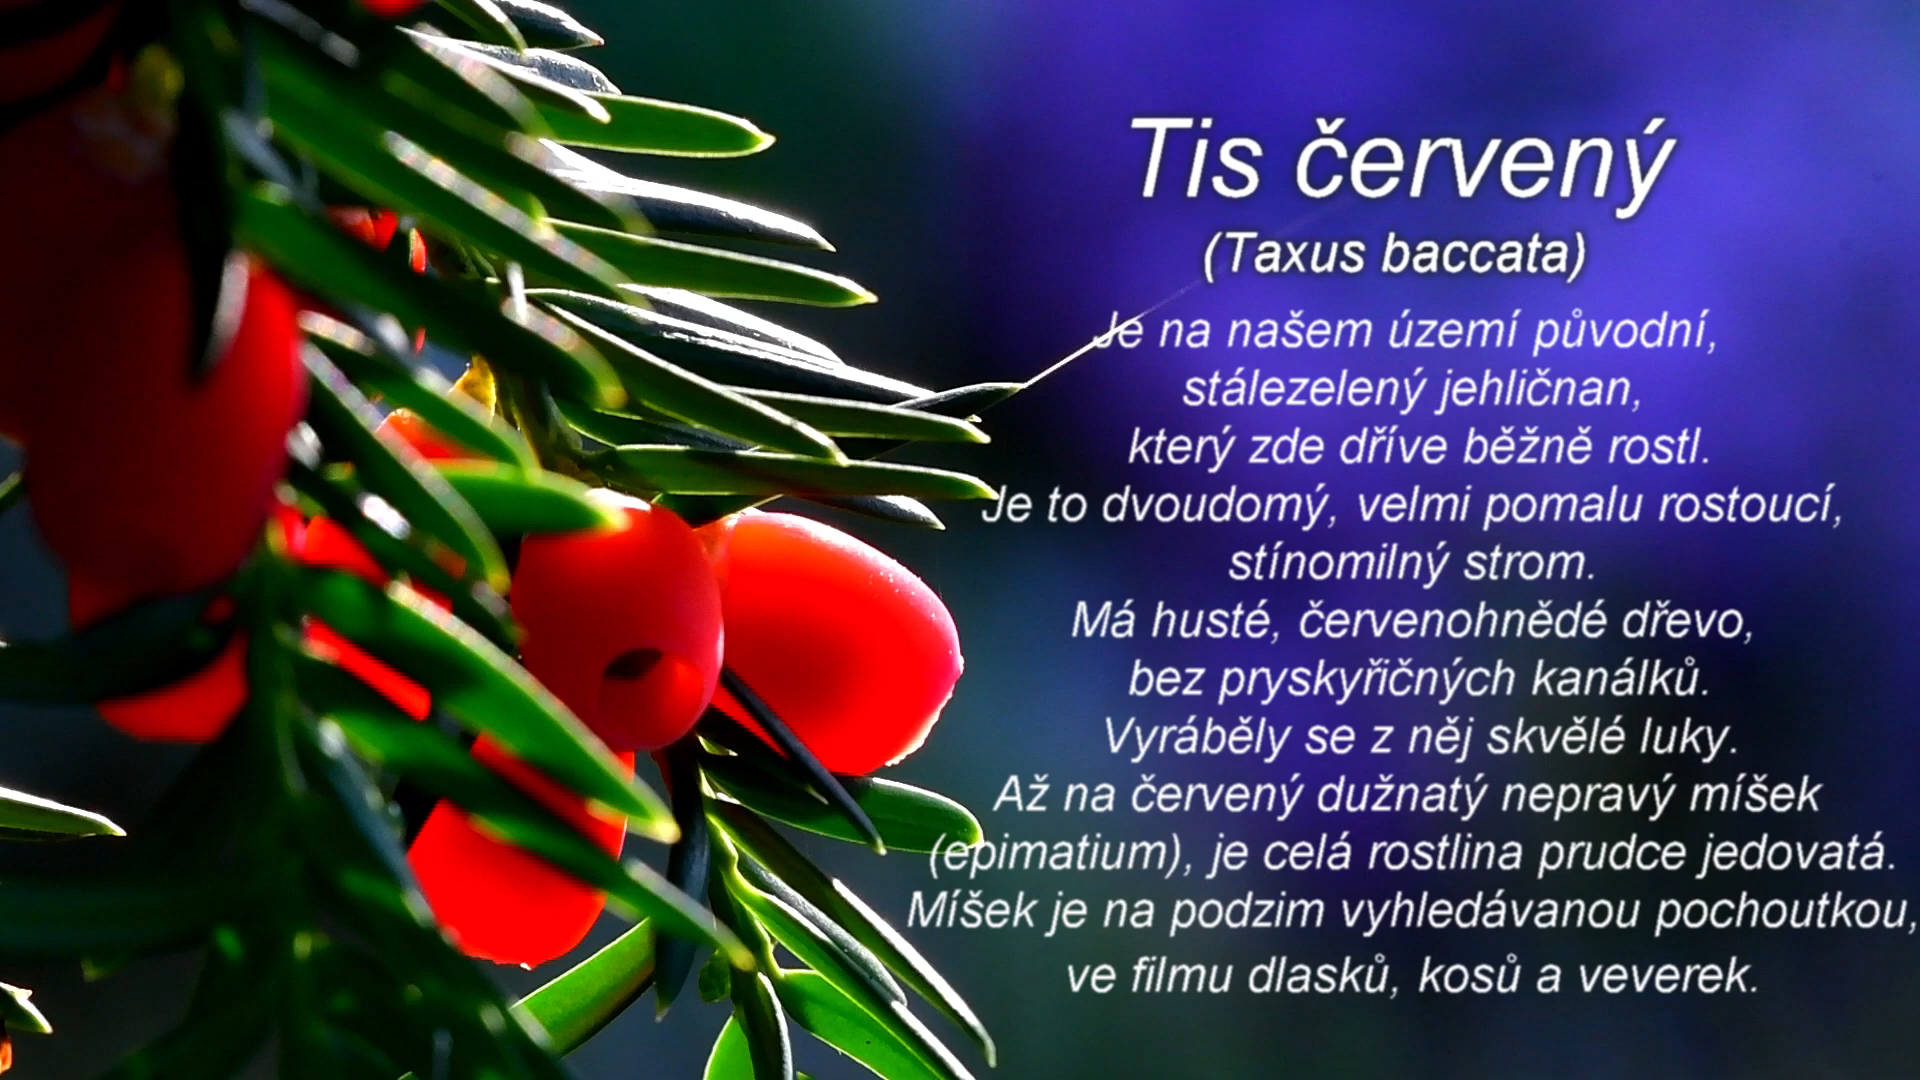 Tis červený
(Taxus baccata)
Je na našem území původní,
stálezelený jehličnan,
který zde dříve běžně rostl.
Je to dvoudomý, velmi pomalu rostoucí,
stínomilný strom.
Má husté, červenohnědé dřevo,
bez pryskyřičných kanálků.
Vyráběly se z něj skvělé luky.
Až na červený dužnatý nepravý míšek
(epimatium), je celá rostlina prudce jedovatá.
Míšek je na podzim vyhledávanou pochoutkou,
ve filmu dlasků, kosů a veverek.